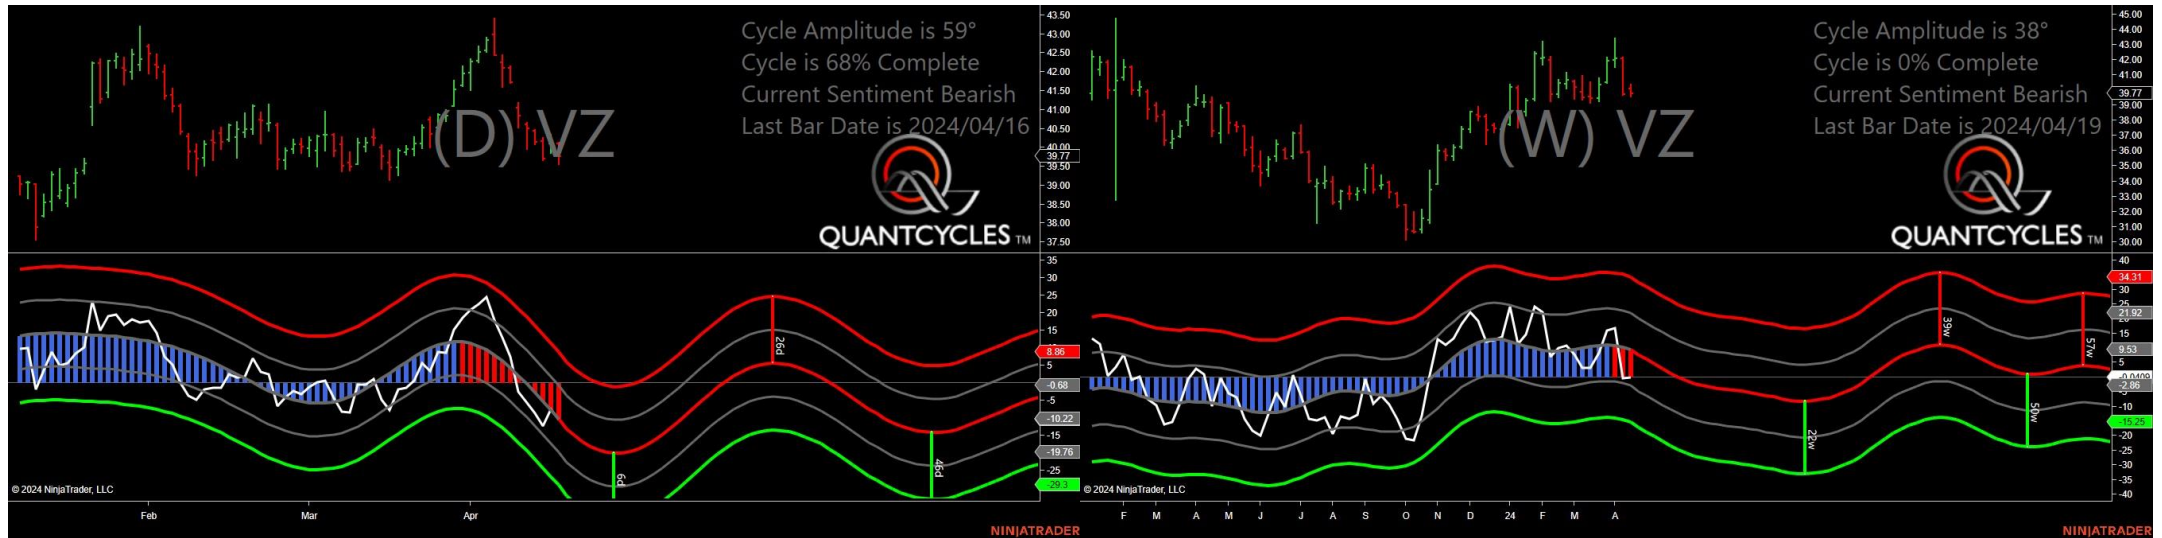 Cycle Amplitude is 59°
Cycle is 68% Complete
Current Sentiment Bearish
Last Bar Date is 2024/04/16
(D) VZ
QUANTCYCLES TM
43.50
43.00
42.50
42.00
41.50
41.00
40.50
40.00
39.77
39.50
39.00
38.50
38.00
37.50
35
30
25
20
15
8.86
5
-0.68
-5
-10.22
-15
-19.76
-25
-29.3
26d
6d
46d
© 2024 NinjaTrader, LLC
Feb Mar Apr
NINJATRADER
Cycle Amplitude is 38°
Cycle is 0% Complete
Current Sentiment Bearish
Last Bar Date is 2024/04/19
(W) VZ
QUANTCYCLES TM
45.00
44.00
43.00
42.00
41.00
39.77
39.00
38.00
37.00
36.00
35.00
34.00
33.00
32.00
31.00
30.00
40
34.31
30
25
21.92
15
9.53
5
-0.0409
-2.86
-5
-10
-15.25
-20
-25
-30
-35
-40
39w
57w
22w
50w
© 2024 NinjaTrader, LLC
F M A M J J A S O N D 24 F M A
NINJATRADER